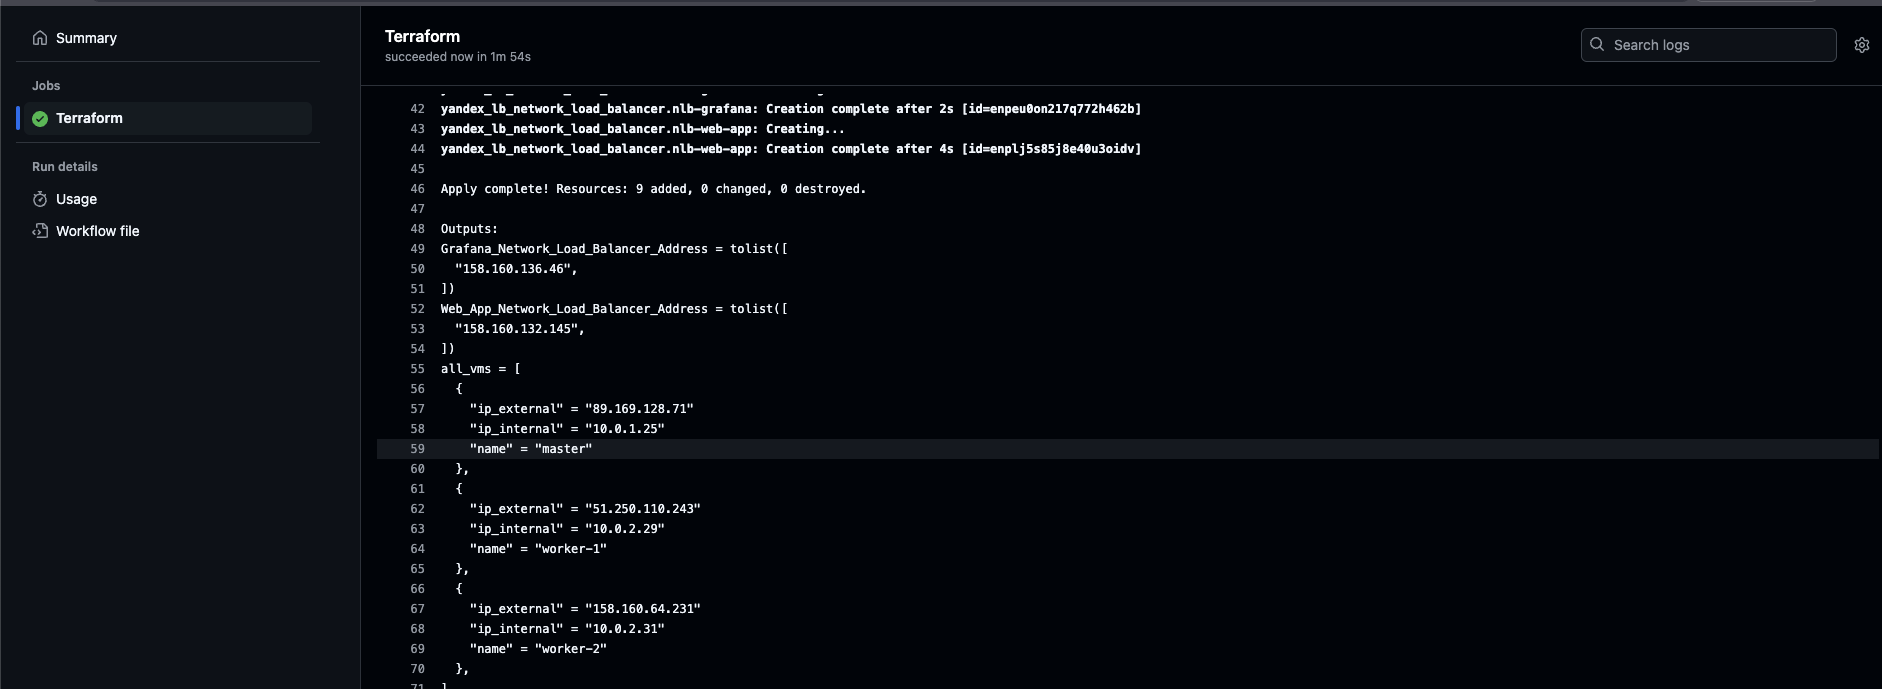 Summary
Jobs
Terraform
Run details
Usage
Workflow file
Terraform
succeeded now in 1m 54s
Search logs
42 yandex_lb_network_load_balancer.nlb-grafana: Creation complete after 2s [id=enpeu0on217q772h462b]
43 yandex_lb_network_load_balancer.nlb-web-app: Creating...
44 yandex_lb_network_load_balancer.nlb-web-app: Creation complete after 4s [id=enplj5s85j8e40u3oidv]
45
46 Apply complete! Resources: 9 added, 0 changed, 0 destroyed.
47
48 Outputs:
49 Grafana_Network_Load_Balancer_Address = tolist([
50 "158.160.136.46",
51 ])
52 Web_App_Network_Load_Balancer_Address = tolist([
53 "158.160.132.145",
54 ])
55 all_vms = [
56 {
57 "ip_external" = "89.169.128.71"
58 "ip_internal" = "10.0.1.25"
59 "name" = "master"
60 },
61 {
62 "ip_external" = "51.250.110.243"
63 "ip_internal" = "10.0.2.29"
64 "name" = "worker-1"
65 },
66 {
67 "ip_external" = "158.160.64.231"
68 "ip_internal" = "10.0.2.31"
69 "name" = "worker-2"
70 },
71 ]